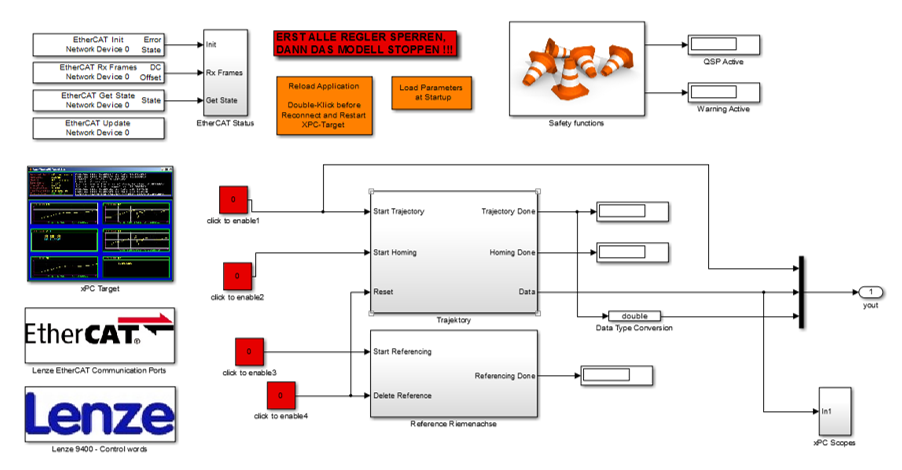 EtherCAT Init
Network Device 0
Error
State
EtherCAT Rx Frames
Network Device 0
DC
Offset
EtherCAT Get State
Network Device 0
State
EtherCAT Update
Network Device 0
Init
Rx Frames
Get State
EtherCAT Status
ERST ALLE REGLER SPERREN,
DANN DAS MODELL STOPPEN !!!
Reload Application
Double-Klick before
Reconnect and Restart
XPC-Target
Load Parameters
at Startup
Safety functions
QSP Active
Warning Active
xPC Target
EtherCAT®
Lenze EtherCAT Communication Ports
Lenze
Lenze 9400 - Control words
0
click to enable1
0
click to enable2
0
click to enable3
0
click to enable4
Start Trajectory
Start Homing
Reset
Trajectory Done
Homing Done
Data
Trajektory
Start Referencing
Delete Reference
Referencing Done
Reference Riemenachse
double
Data Type Conversion
1
yout
In1
xPC Scopes